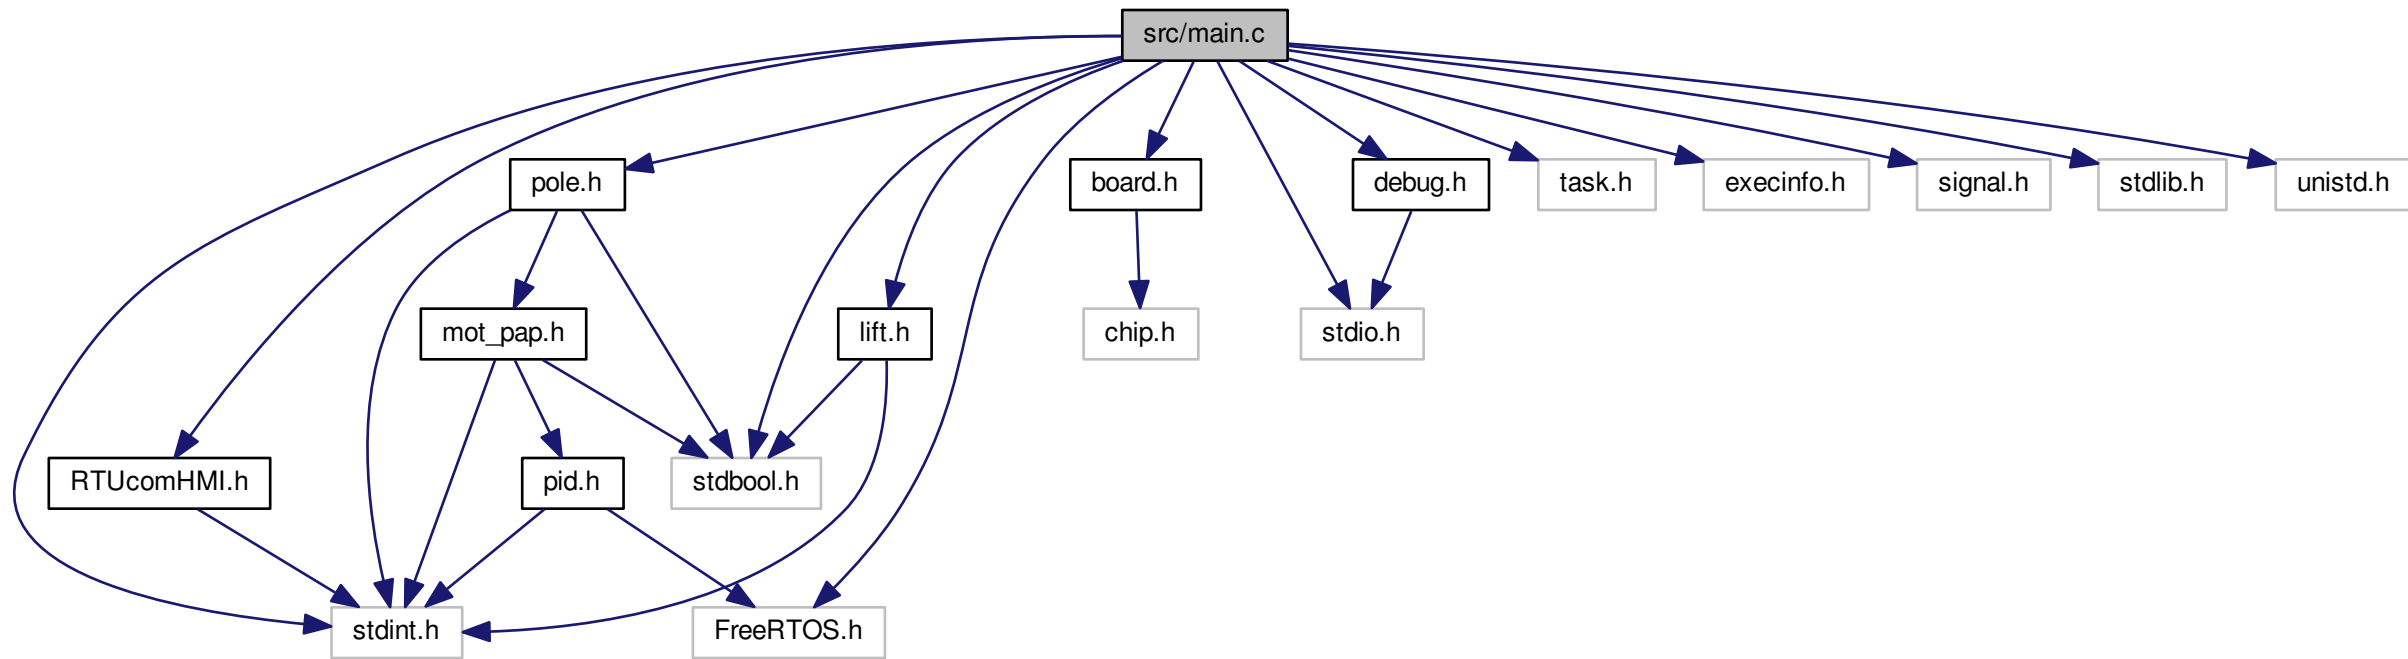 src/main.c
pole.h
board.h
debug.h
task.h
execinfo.h
signal.h
stdlib.h
unistd.h
mot_pap.h
lift.h
chip.h
stdio.h
RTUcomHMI.h
pid.h
stdbool.h
stdint.h
FreeRTOS.h